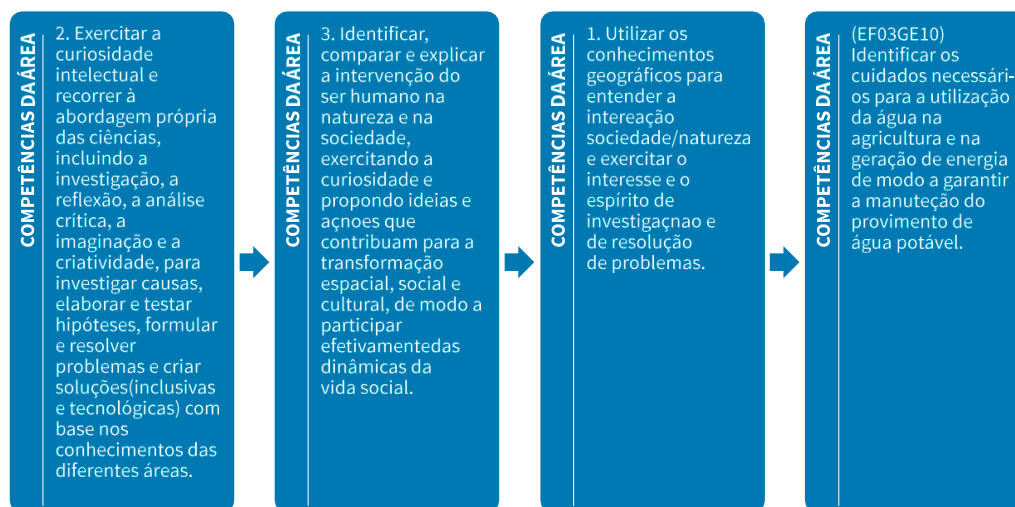 COMPETÊNCIAS DA ÁREA
2. Exercitar a
curiosidade
intelectual e
recorrer à
abordagem própria
das ciências,
incluindo a
investigação, a
reflexão, a análise
crítica, a
imaginação e a
criatividade, para
investigar causas,
elaborar e testar
hipóteses, formular
e resolver
problemas e criar
soluções(inclusivas
e tecnológicas) com
base nos
conhecimentos das
diferentes áreas.
COMPETÊNCIAS DA ÁREA
3. Identificar,
comparar e explicar
a intervenção do
ser humano na
natureza e na
sociedade,
exercitando a
curiosidade e
propondo ideias e
açnoes que
contribuam para a
transformação
espacial, social e
cultural, de modo a
participar
efetivamentedas
dinâmicas da
vida social.
COMPETÊNCIAS DA ÁREA
1. Utilizar os
conhecimentos
geográficos para
entender a
intereação
sociedade/natureza
e exercitar o
interesse e o
espírito de
investigaçnao e
de resolução
de problemas.
COMPETÊNCIAS DA ÁREA
(EF03GE10)
Identificar os
cuidados necessári-
os para a utilização
da água na
agricultura e na
geração de energia
de modo a garantir
a manuteção do
provimento de
água potável.